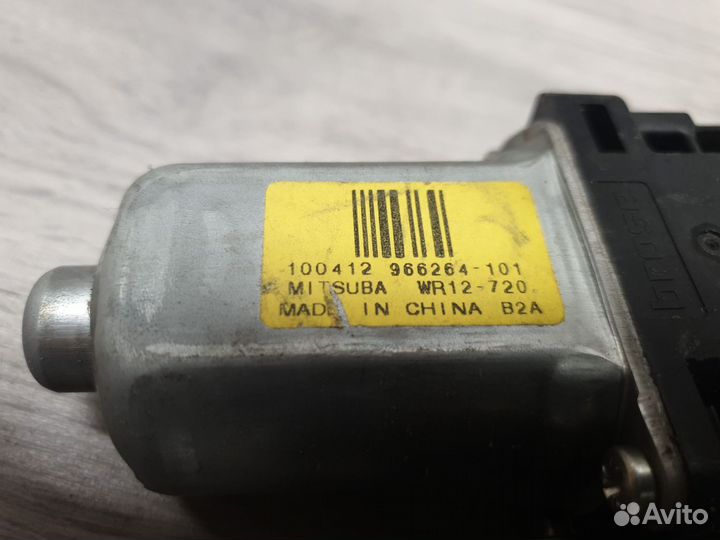 100412 966264-101
MITSUBA WR12-720
MADE IN CHINA B2A
Avito